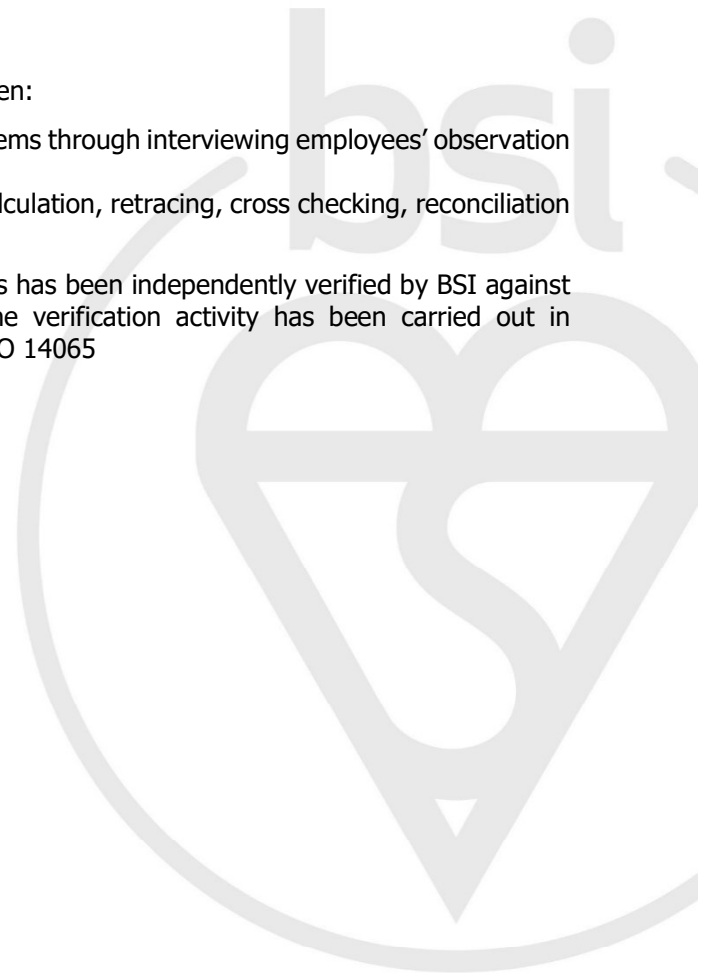 bsi
en:
ems through interviewing employees’ observation
lculation, retracing, cross checking, reconciliation
s has been independently verified by BSI against
ne verification activity has been carried out in
O 14065